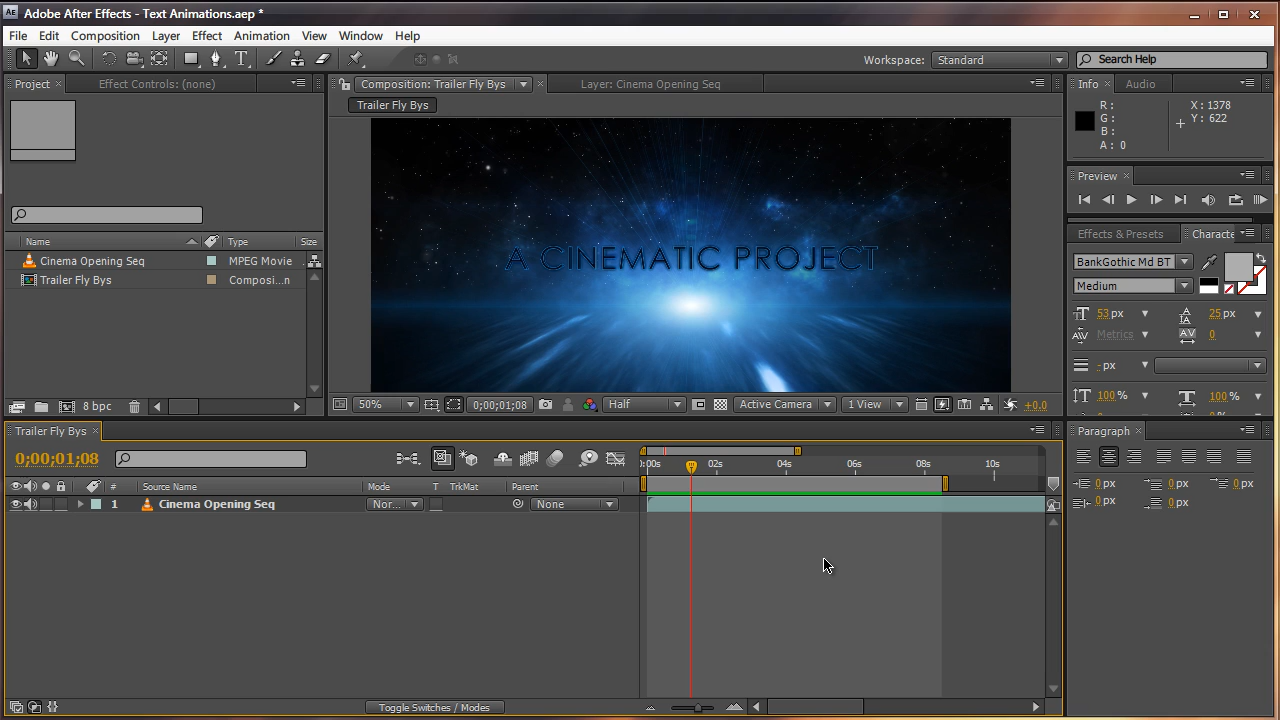 Ae Adobe After Effects - Text Animations.aep *
File Edit Composition Layer Effect Animation View Window Help
Workspace: Standard Search Help
Project Effect Controls: (none)
Composition: Trailer Fly Bys Layer: Cinema Opening Seq
Trailer Fly Bys
Info Audio
R :
G :
B :
A : 0
X : 1378
Y : 622
Preview
Effects & Presets Characte
BankGothic Md BT
Medium
53 px 25 px
Metrics 0
- px
100 % 100 %
Name Type Size
Cinema Opening Seq MPEG Movie
Trailer Fly Bys Composi...n
8 bpc
A CINEMATIC PROJECT
50% 0;00;01;08 Half Active Camera 1 View +0.0
Trailer Fly Bys
0;00;01;08
):00s 02s 04s 06s 08s 10s
# Source Name Mode T TrkMat Parent
1 Cinema Opening Seq Nor... None
Toggle Switches / Modes
Paragraph
0 px 0 px 0 px
0 px 0 px